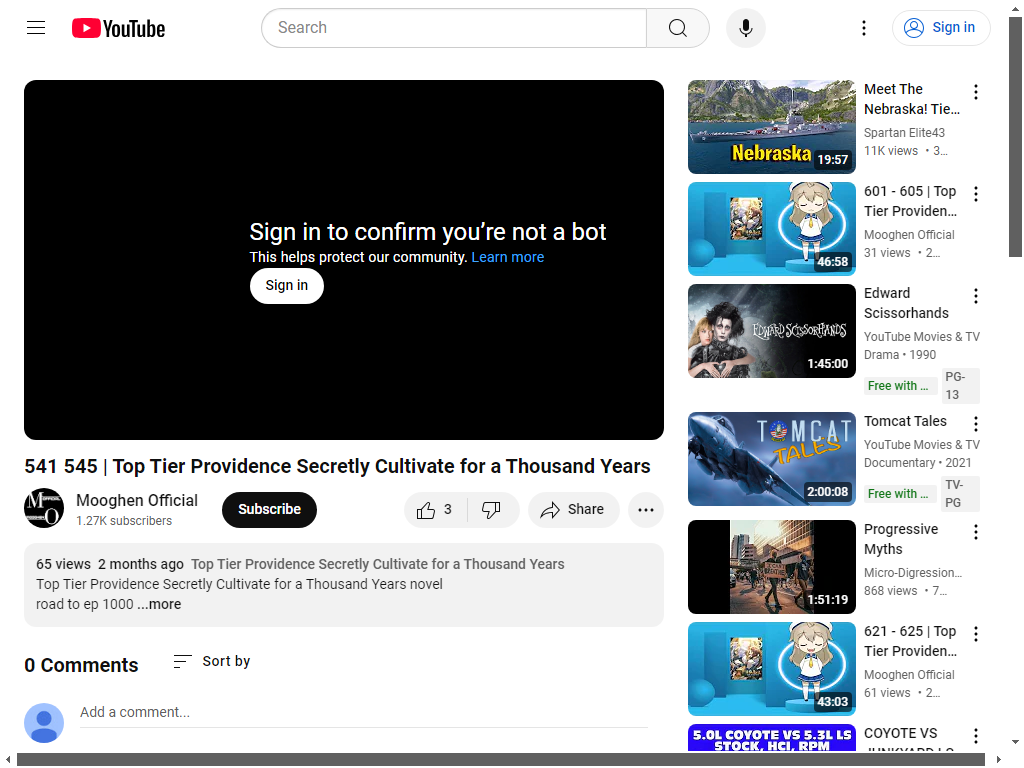 YouTube
Search
Sign in
Sign in to confirm you’re not a bot
This helps protect our community. Learn more
Sign in
541 545 | Top Tier Providence Secretly Cultivate for a Thousand Years
Mooghen Official
1.27K subscribers
Subscribe
3
Share
65 views 2 months ago Top Tier Providence Secretly Cultivate for a Thousand Years
Top Tier Providence Secretly Cultivate for a Thousand Years novel
road to ep 1000 ...more
0 Comments
Sort by
Add a comment...
Nebraska
19:57
Meet The
Nebraska! Tie...
Spartan Elite43
11K views • 3...
46:58
601 - 605 | Top
Tier Providen...
Mooghen Official
31 views • 2...
EDWARD SCISSORHANDS
1:45:00
Edward
Scissorhands
YouTube Movies & TV
Drama • 1990
Free with ...
PG-
13
TOMCAT
TALES
2:00:08
Tomcat Tales
YouTube Movies & TV
Documentary • 2021
Free with ...
TV-
PG
1:51:19
Progressive
Myths
Micro-Digression...
868 views • 7...
43:03
621 - 625 | Top
Tier Providen...
Mooghen Official
61 views • 2...
5.0L COYOTE VS 5.3L LS
STOCK, HCI, RPM
COYOTE VS
JUNKYARD LS